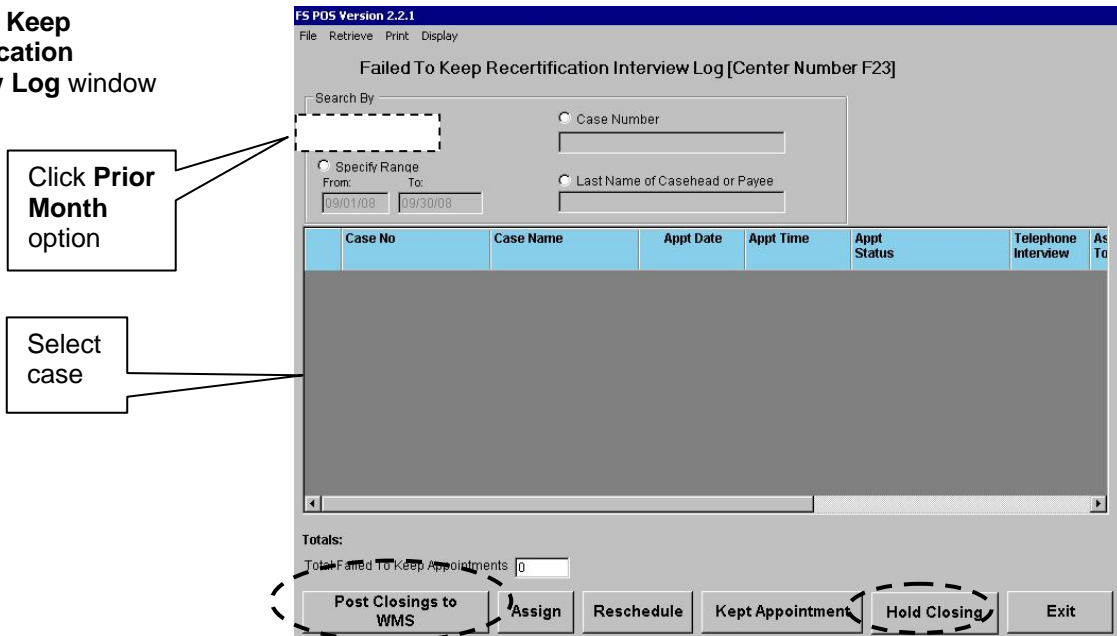 Keep
cation
Log window
Click Prior
Month
option
Select
case
FS POS Version 2.2.1
File Retrieve Print Display
Failed To Keep Recertification Interview Log [Center Number F23]
Search By
Case Number
Specify Range
From: To:
09/01/08 09/30/08
Last Name of Casehead or Payee
Case No Case Name Appt Date Appt Time Appt Status Telephone Interview As To
Totals:
Total Failed To Keep Appointments 0
Post Closings to WMS Assign Reschedule Kept Appointment Hold Closing Exit